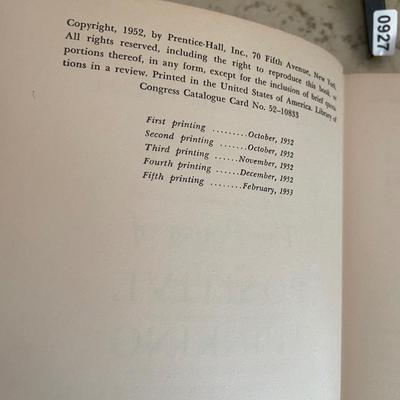 Copyright, 1952, by Prentice-Hall, Inc., 70 Fifth Avenue, New York.
All rights reserved, including the right to reproduce this book, or
portions thereof, in any form, except for the inclusion of brief quota
tions in a review. Printed in the United States of America. Library of
Congress Catalogue Card No. 52-10833
First printing .........October, 1952
Second printing ........October, 1952
Third printing ......November, 1952
Fourth printing ......December, 1952
Fifth printing ........February, 1953
0927